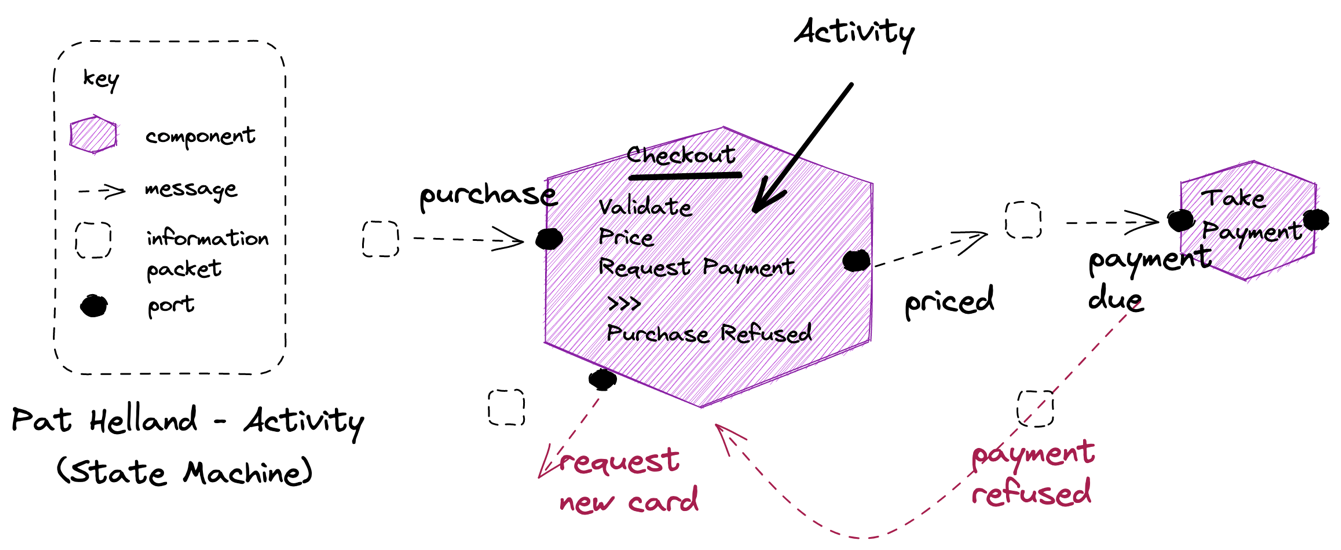 Activity
key
component
message
information
packet
port
Pat Helland - Activity
(State Machine)
purchase
Checkout
Validate
Price
Request Payment
>>>
Purchase Refused
priced
Take
Payment
payment
due
request
new card
payment
refused